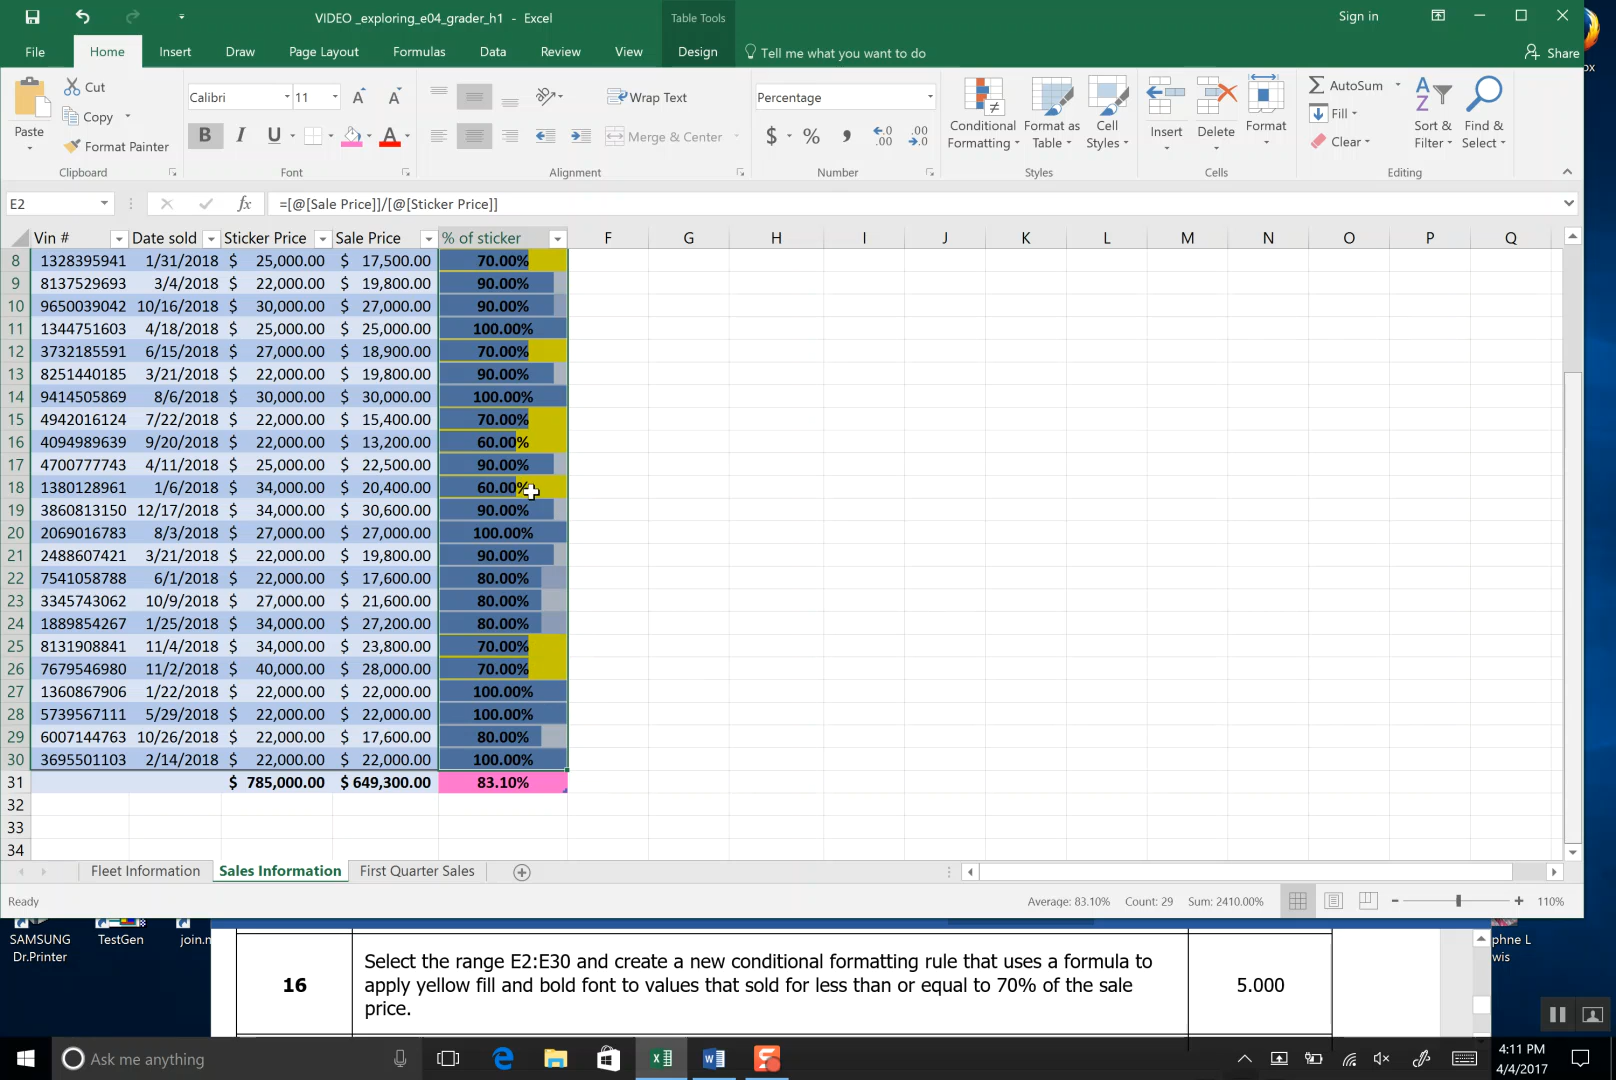 VIDEO _exploring_e04_grader_h1 - Excel
Table Tools
Sign in
File Home Insert Draw Page Layout Formulas Data Review View Design Tell me what you want to do Share
Paste
Cut
Copy
Format Painter
Calibri 11
B I U
Wrap Text
Merge & Center
Percentage
$ % ,
Conditional Formatting
Format as Table
Cell Styles
Insert Delete Format
AutoSum
Fill
Clear
Sort & Filter
Find & Select
Clipboard Font Alignment Number Styles Cells Editing
E2 fx =[@[Sale Price]]/[@[Sticker Price]]
Vin # Date sold Sticker Price Sale Price % of sticker F G H I J K L M N O P Q
8 1328395941 1/31/2018 $ 25,000.00 $ 17,500.00 70.00%
9 8137529693 3/4/2018 $ 22,000.00 $ 19,800.00 90.00%
10 9650039042 10/16/2018 $ 30,000.00 $ 27,000.00 90.00%
11 1344751603 4/18/2018 $ 25,000.00 $ 25,000.00 100.00%
12 3732185591 6/15/2018 $ 27,000.00 $ 18,900.00 70.00%
13 8251440185 3/21/2018 $ 22,000.00 $ 19,800.00 90.00%
14 9414505869 8/6/2018 $ 30,000.00 $ 30,000.00 100.00%
15 4942016124 7/22/2018 $ 22,000.00 $ 15,400.00 70.00%
16 4094989639 9/20/2018 $ 22,000.00 $ 13,200.00 60.00%
17 4700777743 4/11/2018 $ 25,000.00 $ 22,500.00 90.00%
18 1380128961 1/6/2018 $ 34,000.00 $ 20,400.00 60.00%
19 3860813150 12/17/2018 $ 34,000.00 $ 30,600.00 90.00%
20 2069016783 8/3/2018 $ 27,000.00 $ 27,000.00 100.00%
21 2488607421 3/21/2018 $ 22,000.00 $ 19,800.00 90.00%
22 7541058788 6/1/2018 $ 22,000.00 $ 17,600.00 80.00%
23 3345743062 10/9/2018 $ 27,000.00 $ 21,600.00 80.00%
24 1889854267 1/25/2018 $ 34,000.00 $ 27,200.00 80.00%
25 8131908841 11/4/2018 $ 34,000.00 $ 23,800.00 70.00%
26 7679546980 11/2/2018 $ 40,000.00 $ 28,000.00 70.00%
27 1360867906 1/22/2018 $ 22,000.00 $ 22,000.00 100.00%
28 5739567111 5/29/2018 $ 22,000.00 $ 22,000.00 100.00%
29 6007144763 10/26/2018 $ 22,000.00 $ 17,600.00 80.00%
30 3695501103 2/14/2018 $ 22,000.00 $ 22,000.00 100.00%
31 $ 785,000.00 $ 649,300.00 83.10%
32
33
34
Fleet Information Sales Information First Quarter Sales
Ready Average: 83.10% Count: 29 Sum: 2410.00% 110%
SAMSUNG Dr.Printer
TestGen
join.m
16
Select the range E2:E30 and create a new conditional formatting rule that uses a formula to
apply yellow fill and bold font to values that sold for less than or equal to 70% of the sale
price.
5.000
phne L
wis
Ask me anything
4:11 PM
4/4/2017